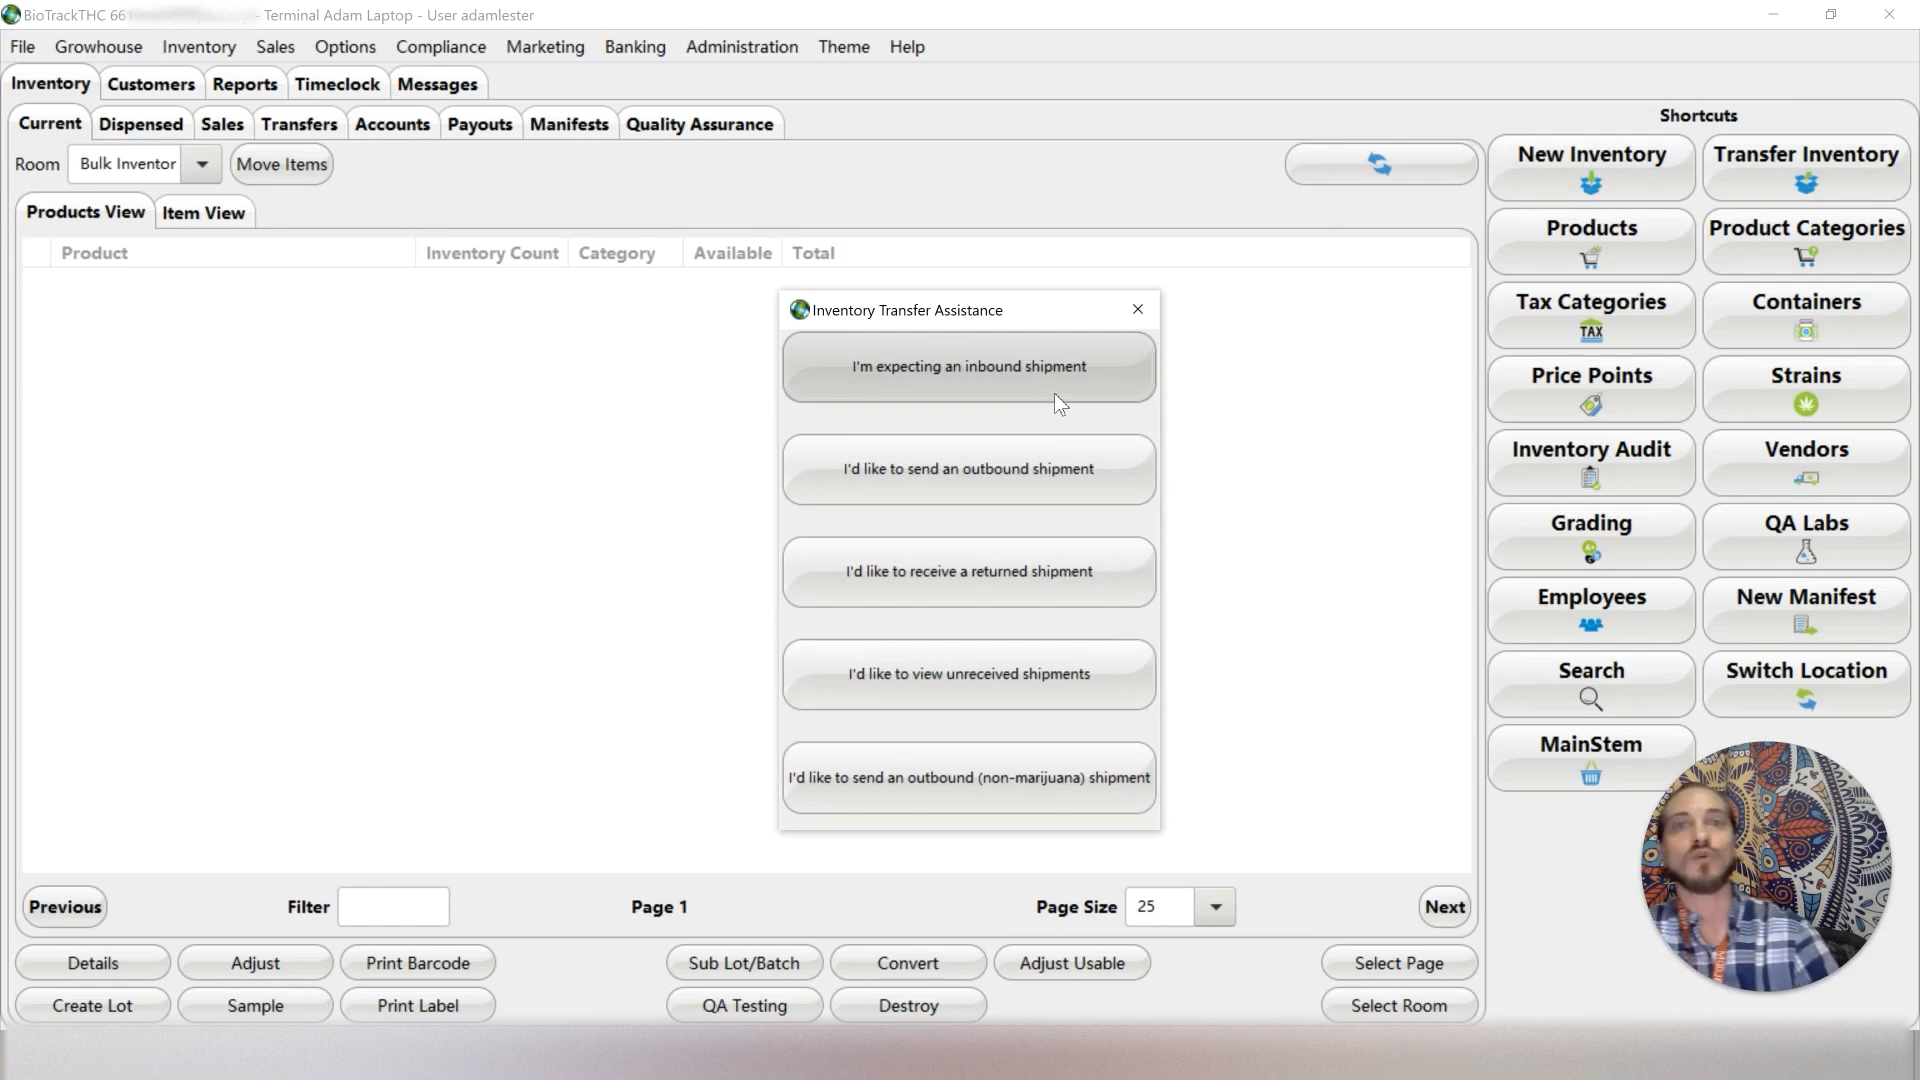 BioTrackTHC 661 - Terminal Adam Laptop - User adamlester
File Growhouse Inventory Sales Options Compliance Marketing Banking Administration Theme Help
Inventory Customers Reports Timeclock Messages
Current Dispensed Sales Transfers Accounts Payouts Manifests Quality Assurance
Room Bulk Inventor Move Items
Products View Item View
Product Inventory Count Category Available Total
Inventory Transfer Assistance
I'm expecting an inbound shipment
I'd like to send an outbound shipment
I'd like to receive a returned shipment
I'd like to view unreceived shipments
I'd like to send an outbound (non-marijuana) shipment
Previous Filter Page 1 Page Size 25 Next
Details Adjust Print Barcode Sub Lot/Batch Convert Adjust Usable Select Page
Create Lot Sample Print Label QA Testing Destroy Select Room
Shortcuts
New Inventory Transfer Inventory
Products Product Categories
Tax Categories Containers
TAX
Price Points Strains
Inventory Audit Vendors
Grading QA Labs
Employees New Manifest
Search Switch Location
MainStem